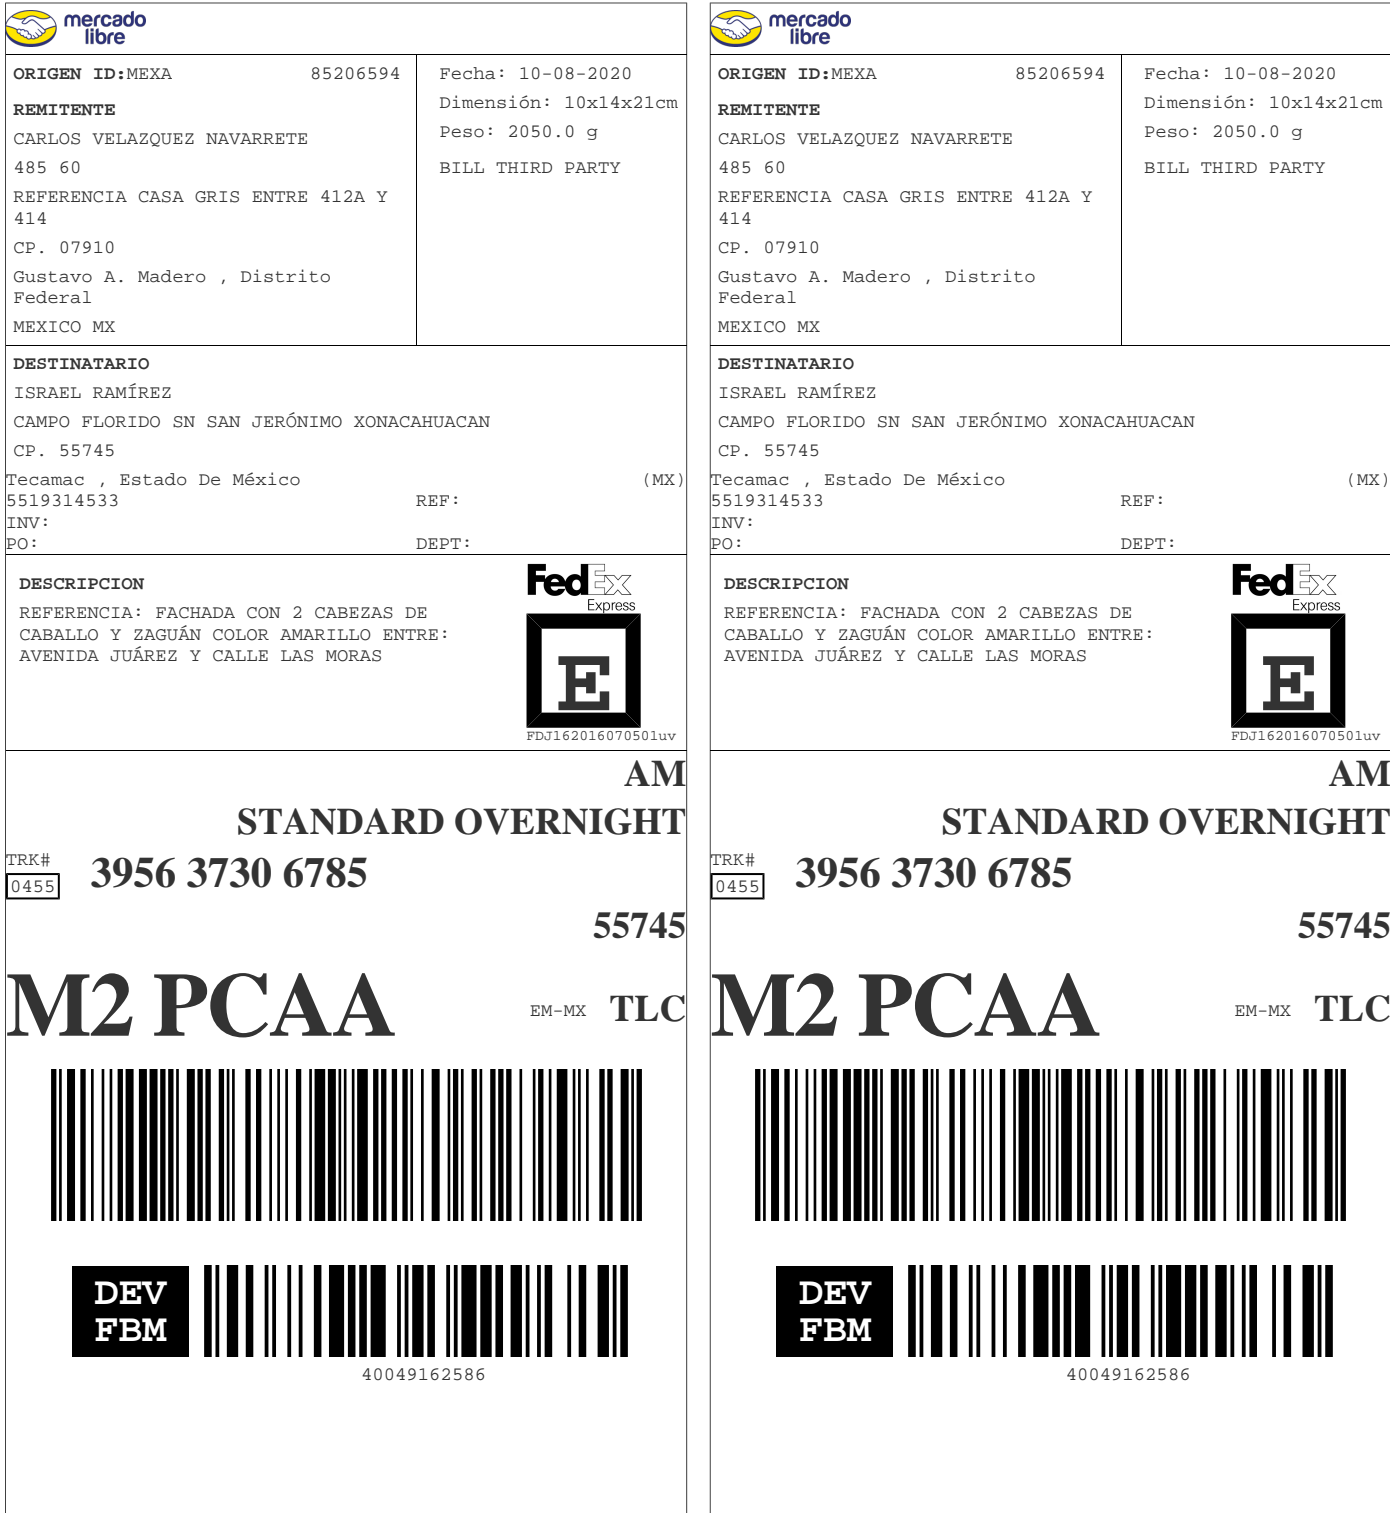 mercado
libre
ORIGEN ID:MEXA 85206594
REMITENTE
CARLOS VELAZQUEZ NAVARRETE
485 60
REFERENCIA CASA GRIS ENTRE 412A Y
414
CP. 07910
Gustavo A. Madero , Distrito
Federal
MEXICO MX
Fecha: 10-08-2020
Dimensión: 10x14x21cm
Peso: 2050.0 g
BILL THIRD PARTY
DESTINATARIO
ISRAEL RAMÍREZ
CAMPO FLORIDO SN SAN JERÓNIMO XONACAHUACAN
CP. 55745
Tecamac , Estado De México (MX)
5519314533 REF:
INV:
PO: DEPT:
DESCRIPCION
REFERENCIA: FACHADA CON 2 CABEZAS DE
CABALLO Y ZAGUÁN COLOR AMARILLO ENTRE:
AVENIDA JUÁREZ Y CALLE LAS MORAS
FedEx
Express
E
FDJ162016070501uv
AM
STANDARD OVERNIGHT
TRK#
0455 3956 3730 6785
55745
M2 PCAA EM-MX TLC
DEV
FBM
40049162586
mercado
libre
ORIGEN ID:MEXA 85206594
REMITENTE
CARLOS VELAZQUEZ NAVARRETE
485 60
REFERENCIA CASA GRIS ENTRE 412A Y
414
CP. 07910
Gustavo A. Madero , Distrito
Federal
MEXICO MX
Fecha: 10-08-2020
Dimensión: 10x14x21cm
Peso: 2050.0 g
BILL THIRD PARTY
DESTINATARIO
ISRAEL RAMÍREZ
CAMPO FLORIDO SN SAN JERÓNIMO XONACAHUACAN
CP. 55745
Tecamac , Estado De México (MX)
5519314533 REF:
INV:
PO: DEPT:
DESCRIPCION
REFERENCIA: FACHADA CON 2 CABEZAS DE
CABALLO Y ZAGUÁN COLOR AMARILLO ENTRE:
AVENIDA JUÁREZ Y CALLE LAS MORAS
FedEx
Express
E
FDJ162016070501uv
AM
STANDARD OVERNIGHT
TRK#
0455 3956 3730 6785
55745
M2 PCAA EM-MX TLC
DEV
FBM
40049162586